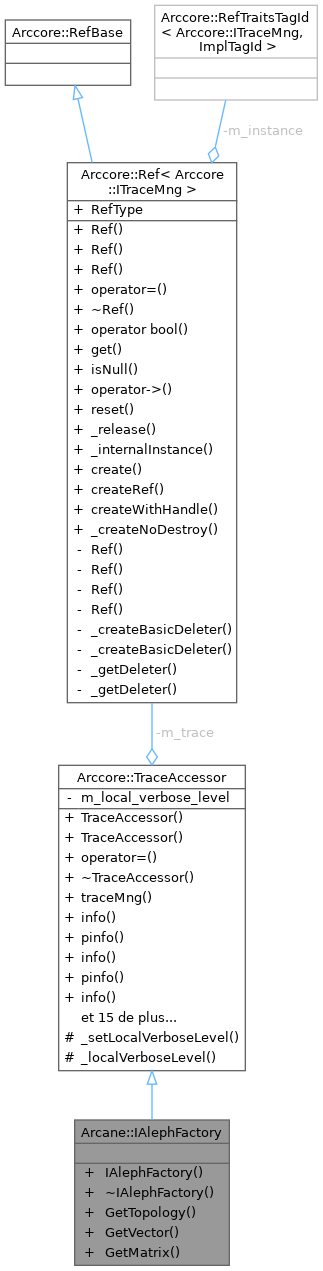 Arccore::RefBase
Arccore::RefTraitsTagId
< Arccore::ITraceMng,
ImplTagId >
-m_instance
Arccore::Ref< Arccore
::ITraceMng >
+ RefType
+ Ref()
+ Ref()
+ Ref()
+ operator=()
+ ~Ref()
+ operator bool()
+ get()
+ isNull()
+ operator->()
+ reset()
+ _release()
+ _internalInstance()
+ create()
+ createRef()
+ createWithHandle()
+ _createNoDestroy()
- Ref()
- Ref()
- Ref()
- Ref()
- _createBasicDeleter()
- _createBasicDeleter()
- _getDeleter()
- _getDeleter()
-m_trace
Arccore::TraceAccessor
- m_local_verbose_level
+ TraceAccessor()
+ TraceAccessor()
+ operator=()
+ ~TraceAccessor()
+ traceMng()
+ info()
+ pinfo()
+ info()
+ pinfo()
+ info()
et 15 de plus...
# _setLocalVerboseLevel()
# _localVerboseLevel()
Arcane::IAlephFactory
+ IAlephFactory()
+ ~IAlephFactory()
+ GetTopology()
+ GetVector()
+ GetMatrix()